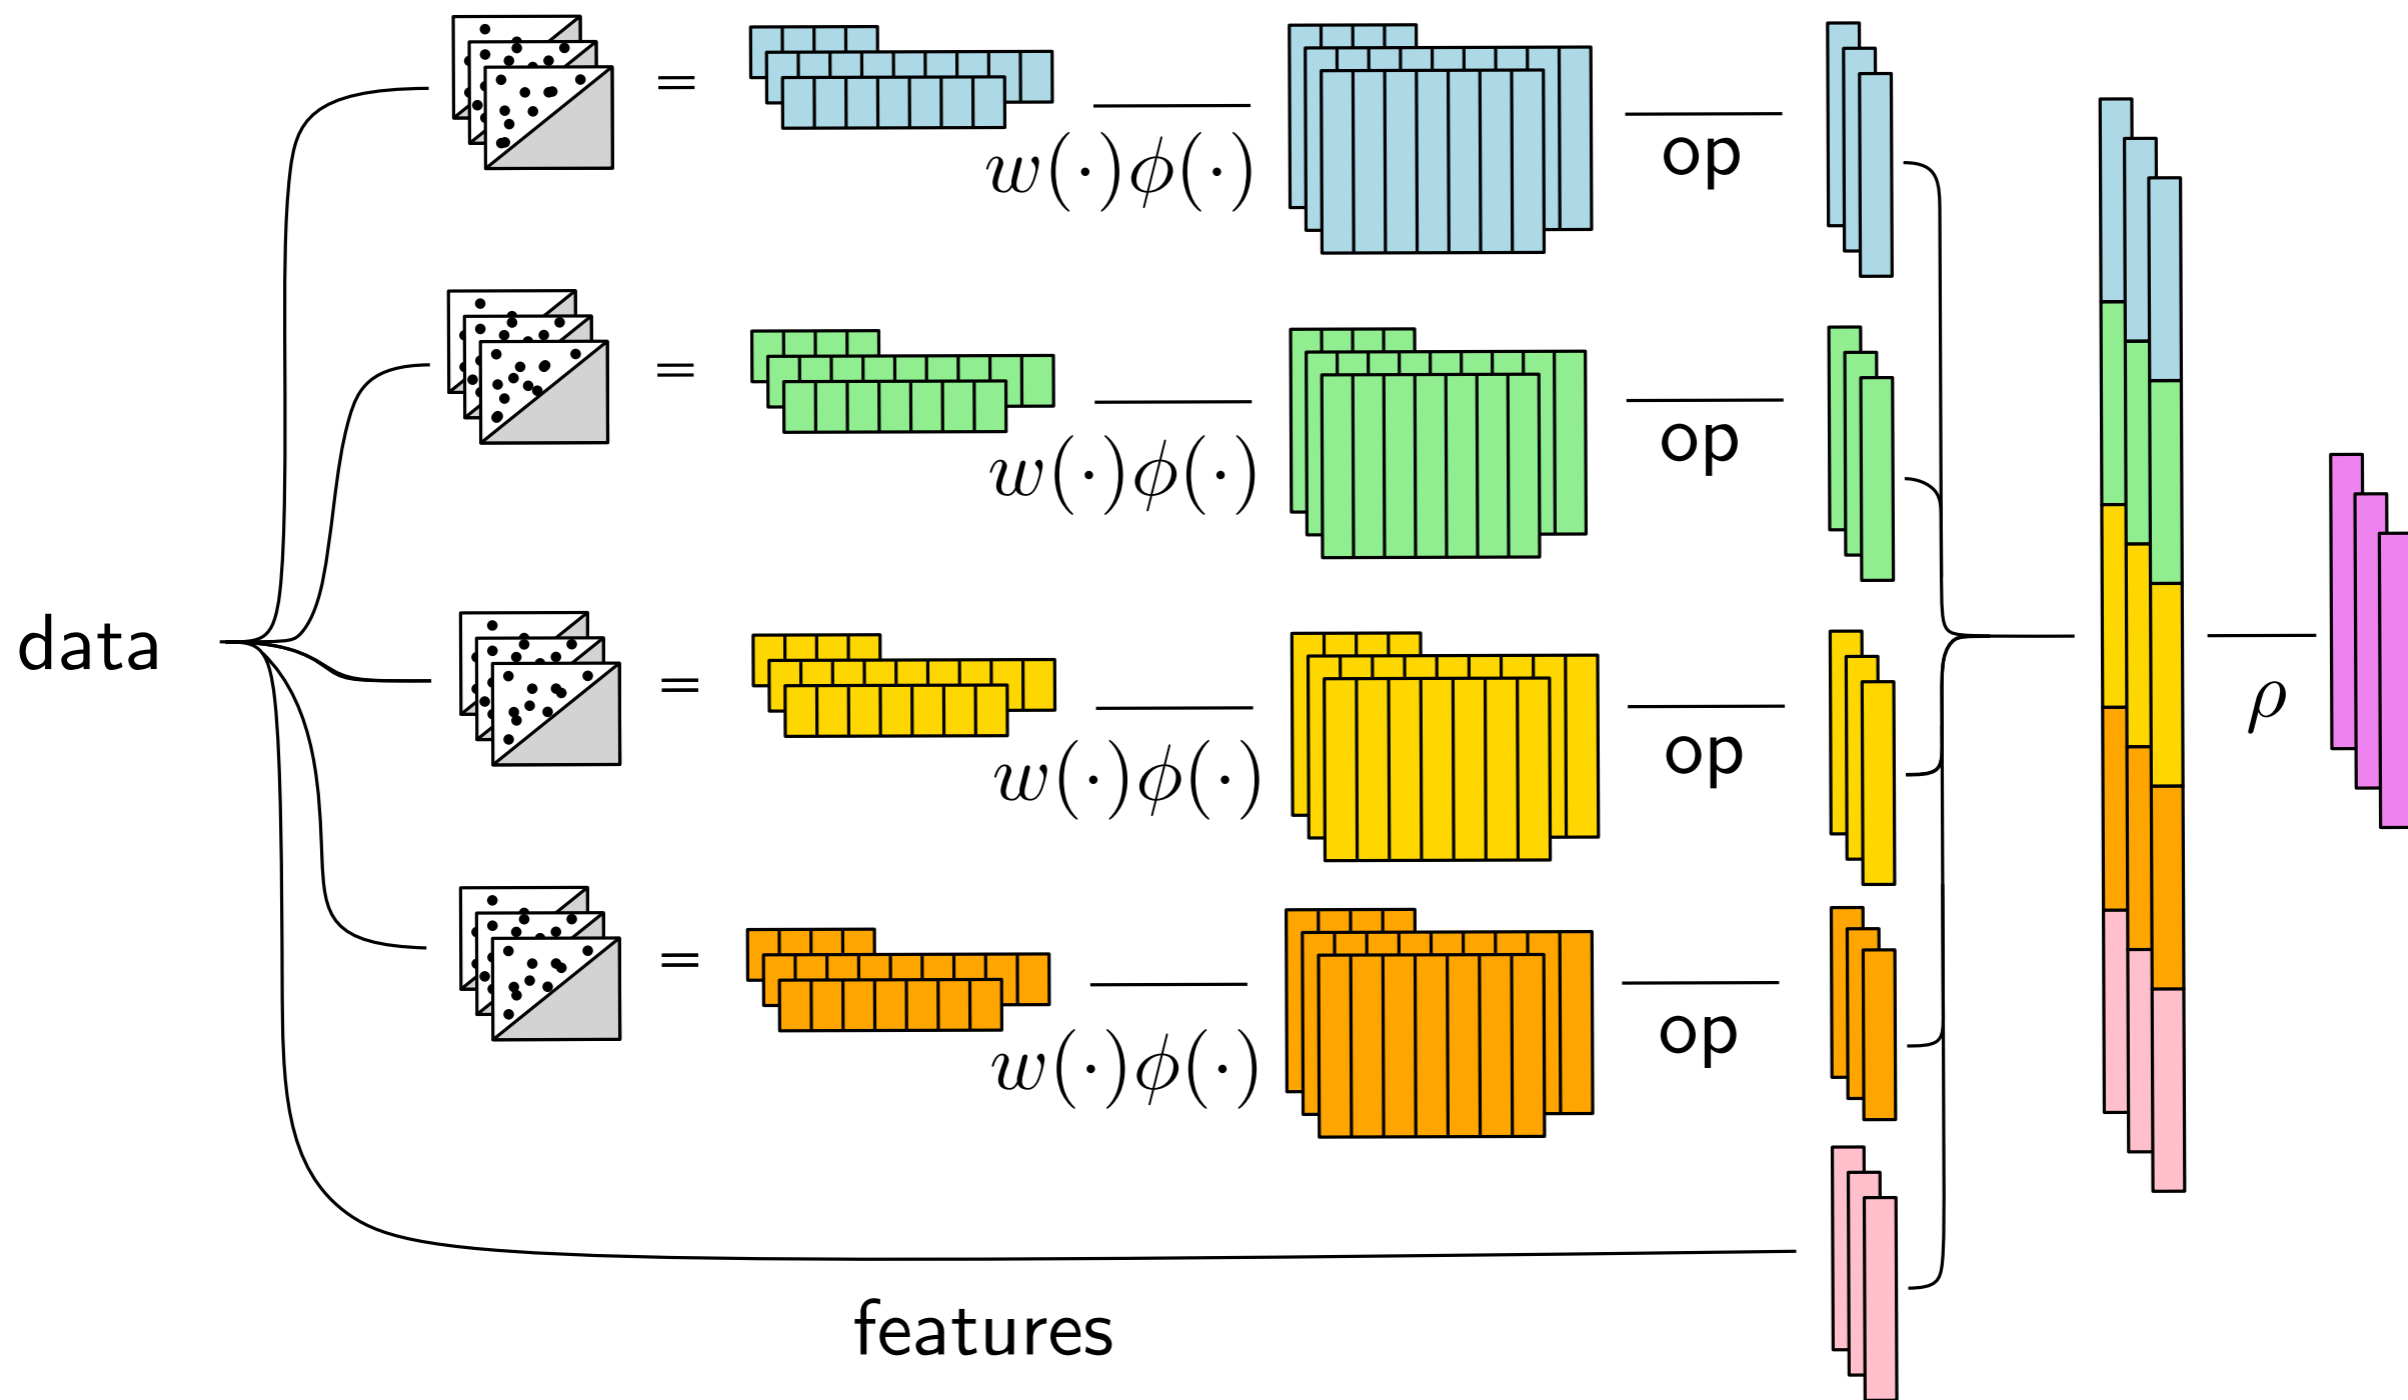 =
w(·)φ(·)
op
=
w(·)φ(·)
op
data
=
w(·)φ(·)
op
ρ
=
w(·)φ(·)
op
features